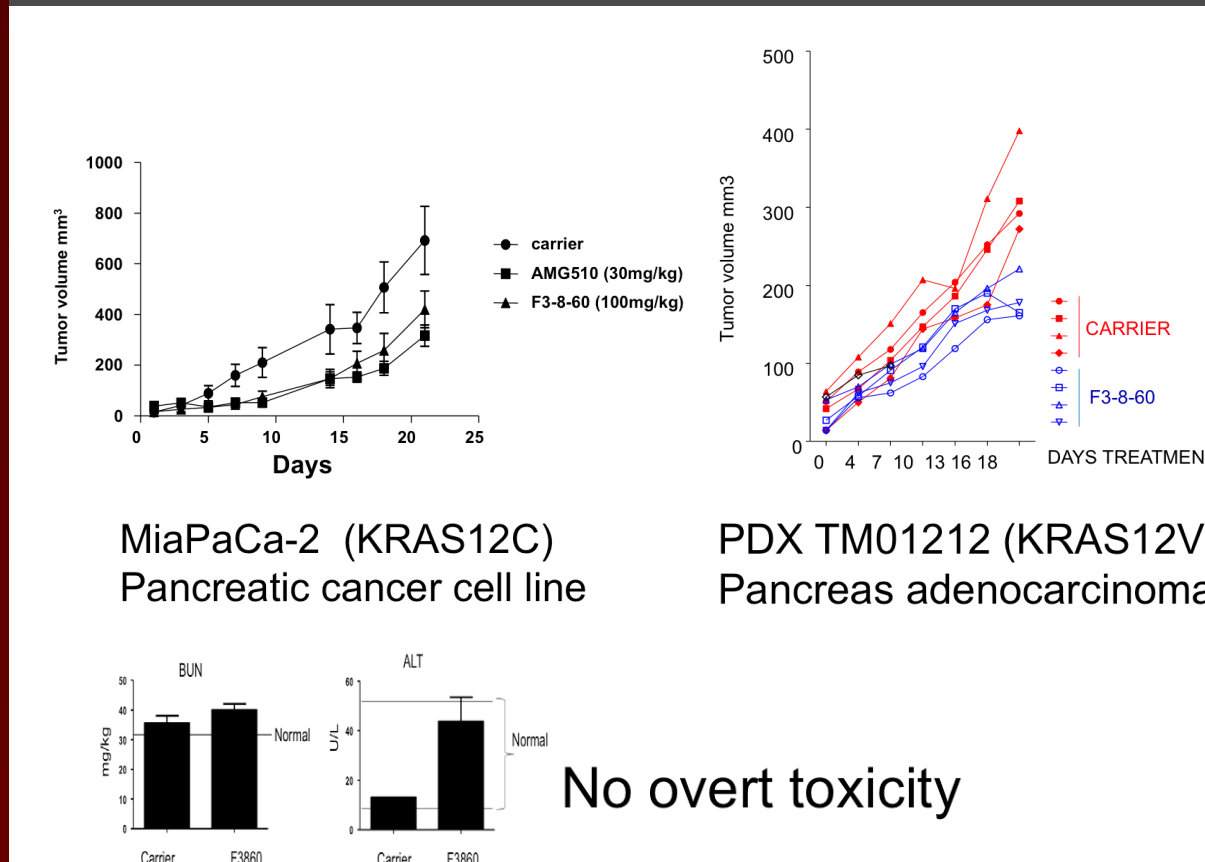 1000
800
600
400
200
0
0 5 10 15 20 25
Tumor volume mm³
Days
carrier
AMG510 (30mg/kg)
F3-8-60 (100mg/kg)
500
400
300
200
100
0
0 4 7 10 13 16 18
Tumor volume mm3
CARRIER
F3-8-60
DAYS TREATMEN
MiaPaCa-2 (KRAS12C)
Pancreatic cancer cell line
PDX TM01212 (KRAS12V
Pancreas adenocarcinoma
BUN
50
40
30
20
10
0
mg/kg
Normal
Carrier F3860
ALT
60
40
20
0
U/L
Normal
Carrier F3860
No overt toxicity